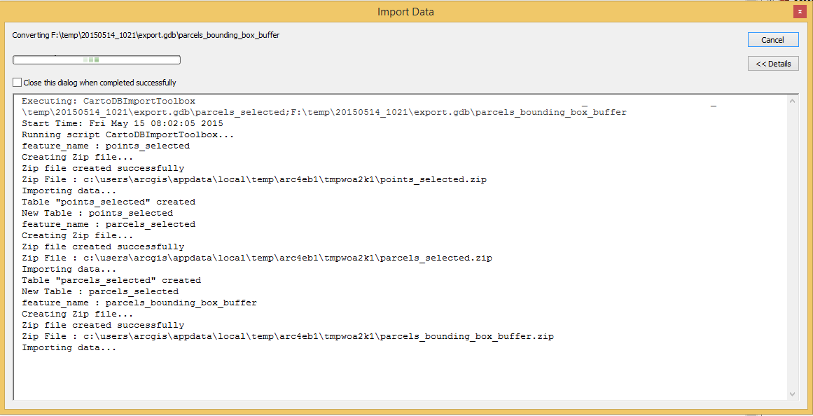 Import Data
x
Converting F:\temp\20150514_1021\export.gdb\parcels_bounding_box_buffer
Cancel
<< Details
Close this dialog when completed successfully
Executing: CartoDBImportToolbox
\temp\20150514_1021\export.gdb\parcels_selected;F:\temp\20150514_1021\export.gdb\parcels_bounding_box_buffer
Start Time: Fri May 15 08:02:05 2015
Running script CartoDBImportToolbox...
feature_name : points_selected
Creating Zip file...
Zip file created successfully
Zip File : c:\users\arcgis\appdata\local\temp\arc4eb1\tmpwoa2k1\points_selected.zip
Importing data...
Table "points_selected" created
New Table : points_selected
feature_name : parcels_selected
Creating Zip file...
Zip file created successfully
Zip File : c:\users\arcgis\appdata\local\temp\arc4eb1\tmpwoa2k1\parcels_selected.zip
Importing data...
Table "parcels_selected" created
New Table : parcels_selected
feature_name : parcels_bounding_box_buffer
Creating Zip file...
Zip file created successfully
Zip File : c:\users\arcgis\appdata\local\temp\arc4eb1\tmpwoa2k1\parcels_bounding_box_buffer.zip
Importing data...